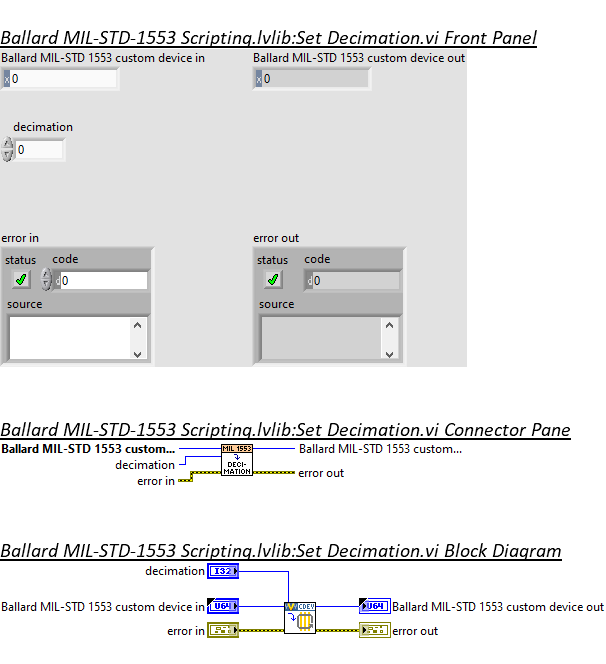 Ballard MIL-STD-1553 Scripting.lvlib:Set Decimation.vi Front Panel
Ballard MIL-STD 1553 custom device in Ballard MIL-STD 1553 custom device out
x 0 x 0
decimation
0
error in error out
status code status code
d 0 d 0
source source
Ballard MIL-STD-1553 Scripting.lvlib:Set Decimation.vi Connector Pane
Ballard MIL-STD 1553 custom... MIL 1553 Ballard MIL-STD 1553 custom...
decimation DECI-
error in MATION error out
Ballard MIL-STD-1553 Scripting.lvlib:Set Decimation.vi Block Diagram
decimation I32
Ballard MIL-STD 1553 custom device in U64 CDEV U64 Ballard MIL-STD 1553 custom device out
error in error out